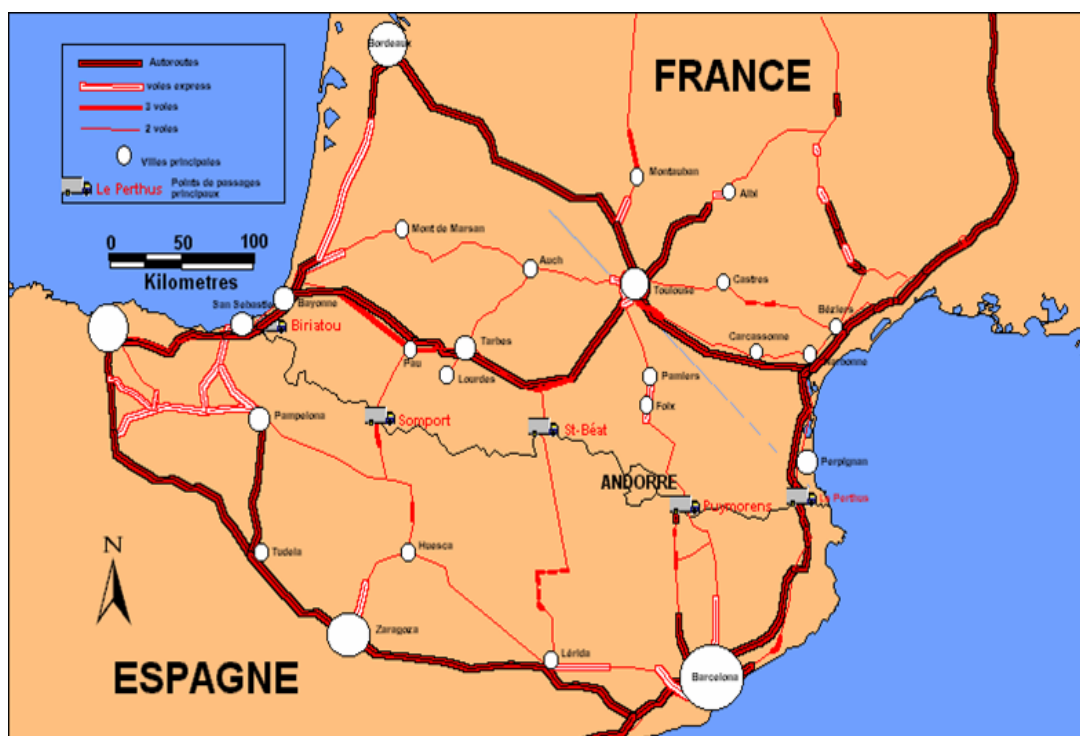 Bordeaux
FRANCE
Autoroutes
voies express
3 voies
2 voies
Villes principales
Le Perthus
Points de passages
principaux
Montauban
Albi
Mont de Marsan
0 50 100
Kilometres
Auch
Toulouse
Castres
San Sebastie
Bayonne
Biriatou
Béziers
Carcassonne
Narbonne
Pau
Tarbes
Lourdes
Pamiers
Foix
Pampelona
Somport
St-Béat
Perpignan
ANDORRE
Puymorens
Le Perthus
N
Tudela
Huesca
Zaragoza
Lérida
ESPAGNE
Barcelona